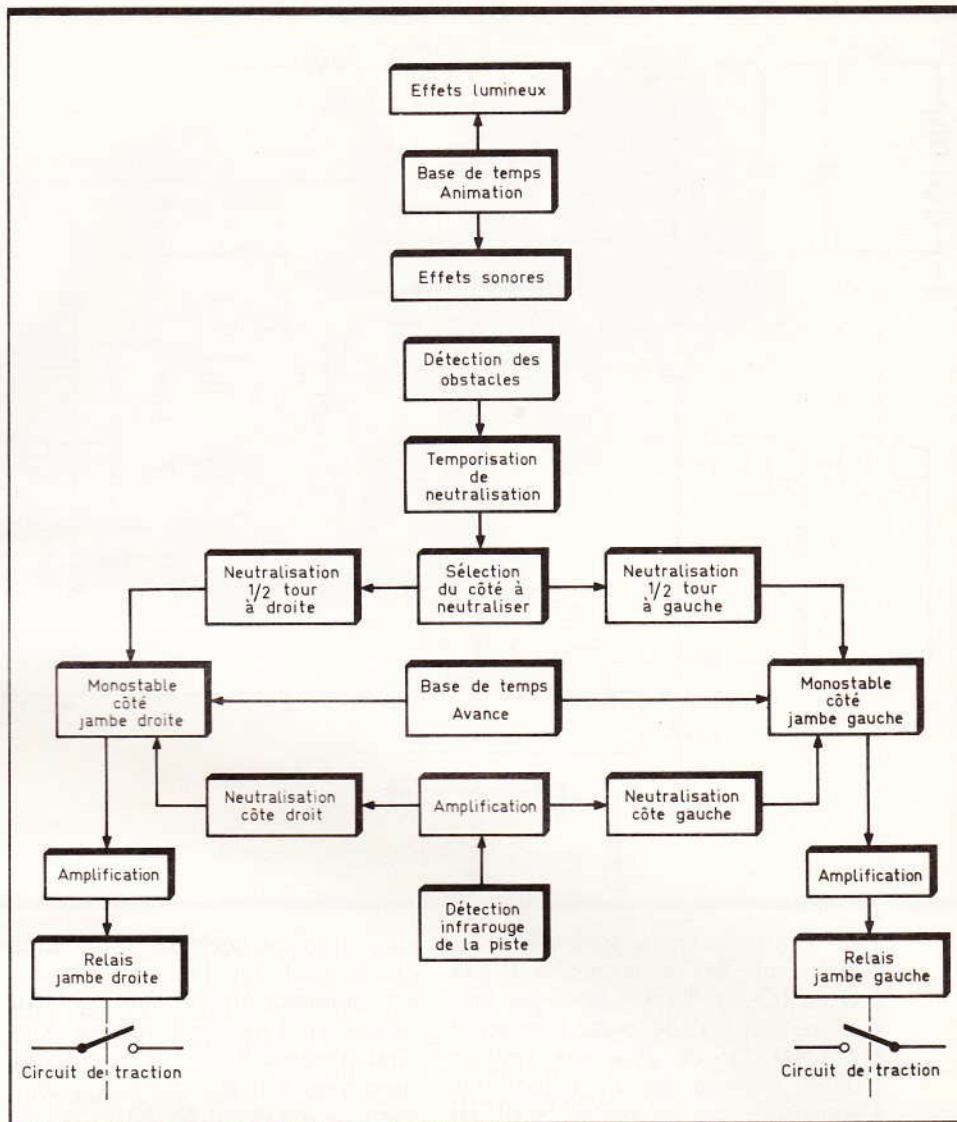 Effets lumineux
Base de temps
Animation
Effets sonores
Détection des
obstacles
Temporisation
de
neutralisation
Neutralisation
1/2 tour
à droite
Sélection
du côté à
neutraliser
Neutralisation
1/2 tour
à gauche
Monostable
côté
jambe droite
Base de temps
Avance
Monostable
côté
jambe gauche
Neutralisation
côte droit
Amplification
Neutralisation
côte gauche
Amplification
Détection
infrarouge
de la piste
Amplification
Relais
jambe droite
Relais
jambe gauche
Circuit de traction
Circuit de traction